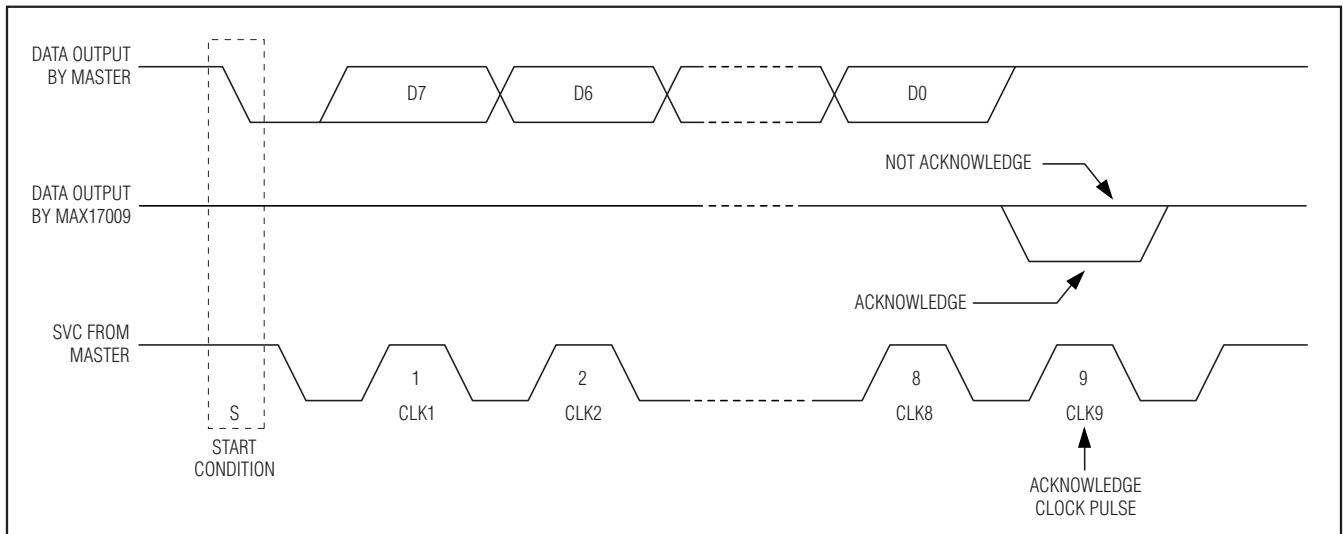 DATA OUTPUT
BY MASTER
D7
D6
D0
NOT ACKNOWLEDGE
DATA OUTPUT
BY MAX17009
ACKNOWLEDGE
SVC FROM
MASTER
1
2
8
9
S
CLK1
CLK2
CLK8
CLK9
START
CONDITION
ACKNOWLEDGE
CLOCK PULSE